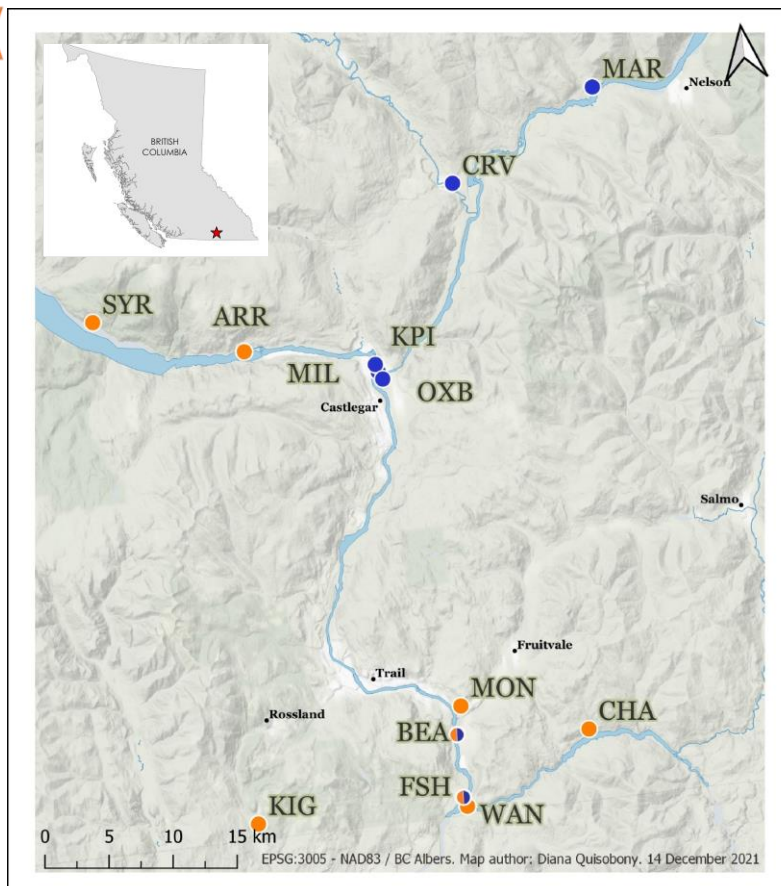 BRITISH
COLUMBIA
MAR
Nelson
CRV
SYR
ARR
KPI
MIL
OXB
Castlegar
Salmo
Fruitvale
Trail
MON
CHA
Rossland
BEA
FSH
WAN
KIG
0 5 10 15 km
EPSG:3005 - NAD83 / BC Albers. Map author: Diana Quisobony. 14 December 2021